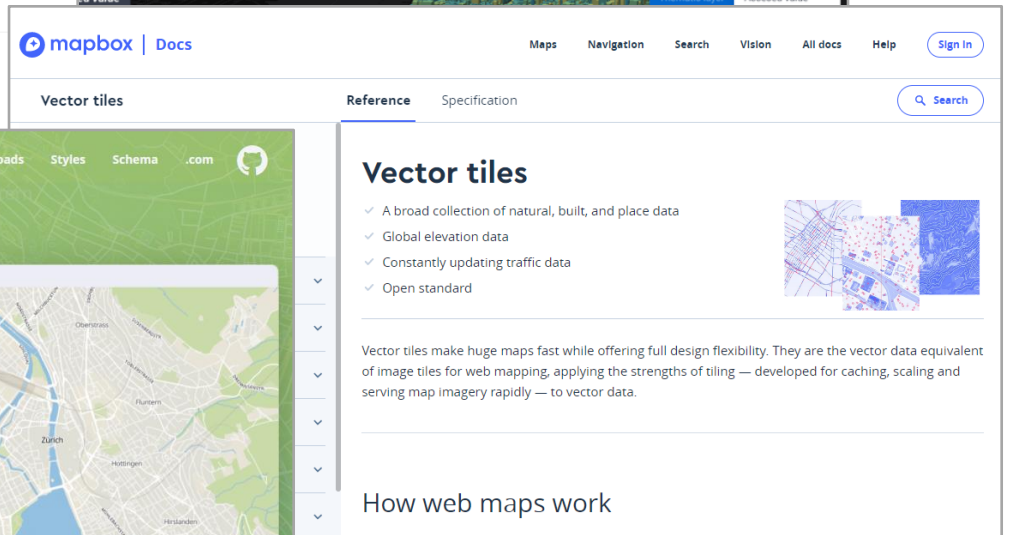 mapbox | Docs
Maps Navigation Search Vision All docs Help Sign In
Vector tiles
Reference Specification
Search
Styles Schema .com
Oberstrass
Fluntern
Zürich
Hottingen
Hirslanden
Vector tiles
A broad collection of natural, built, and place data
Global elevation data
Constantly updating traffic data
Open standard
Vector tiles make huge maps fast while offering full design flexibility. They are the vector data equivalent
of image tiles for web mapping, applying the strengths of tiling — developed for caching, scaling and
serving map imagery rapidly — to vector data.
How web maps work